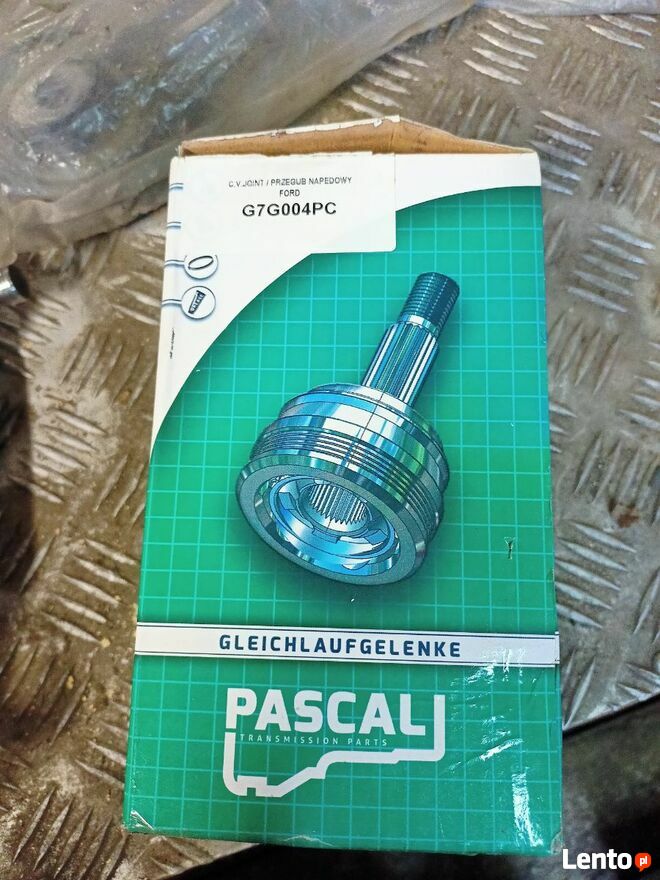 C.V.JOINT / PRZEGUB NAPEDOWY
FORD
G7G004PC
GLEICHLAUFGELENKE
PASCAL
TRANSMISSION PARTS
Lento.pl